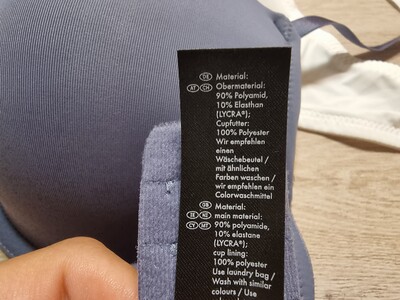 DE Material:
AT CH Obermaterial:
90% Polyamid,
10% Elasthan
(LYCRA®);
Cupfutter:
100% Polyester
Wir empfehlen
einen
Wäschebeutel /
mit ähnlichen
Farben waschen /
wir empfehlen ein
Colorwaschmittel
GB Material:
IE main material:
CY MT 90% polyamide,
10% elastane
(LYCRA®);
cup lining:
100% polyester
Use laundry bag /
Wash with similar
colours / Use